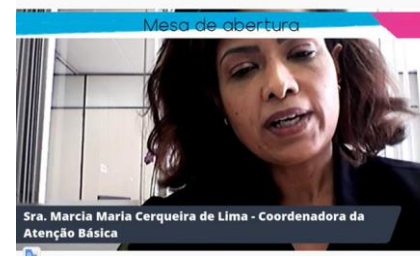 Mesa de abertura
Sra. Marcia Maria Cerqueira de Lima - Coordenadora da
Atenção Básica